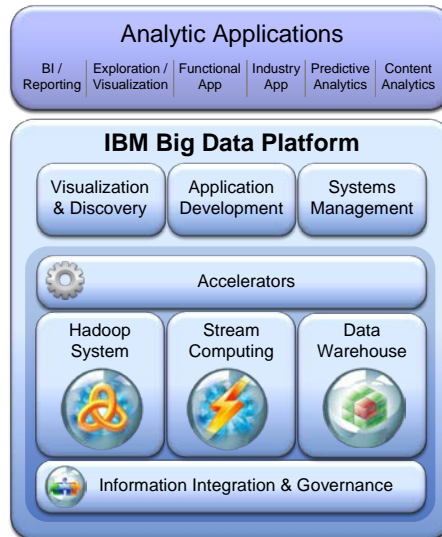 Analytic Applications
BI / Reporting
Exploration / Visualization
Functional App
Industry App
Predictive Analytics
Content Analytics
IBM Big Data Platform
Visualization
& Discovery
Application
Development
Systems
Management
Accelerators
Hadoop
System
Stream
Computing
Data
Warehouse
Information Integration & Governance